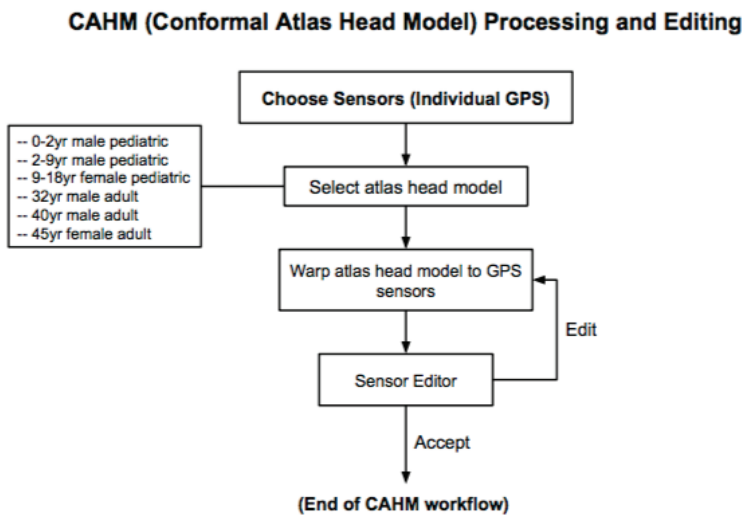 CAHM (Conformal Atlas Head Model) Processing and Editing
Choose Sensors (Individual GPS)
-- 0-2yr male pediatric
-- 2-9yr male pediatric
-- 9-18yr female pediatric
-- 32yr male adult
-- 40yr male adult
-- 45yr female adult
Select atlas head model
Warp atlas head model to GPS
sensors
Edit
Sensor Editor
Accept
(End of CAHM workflow)